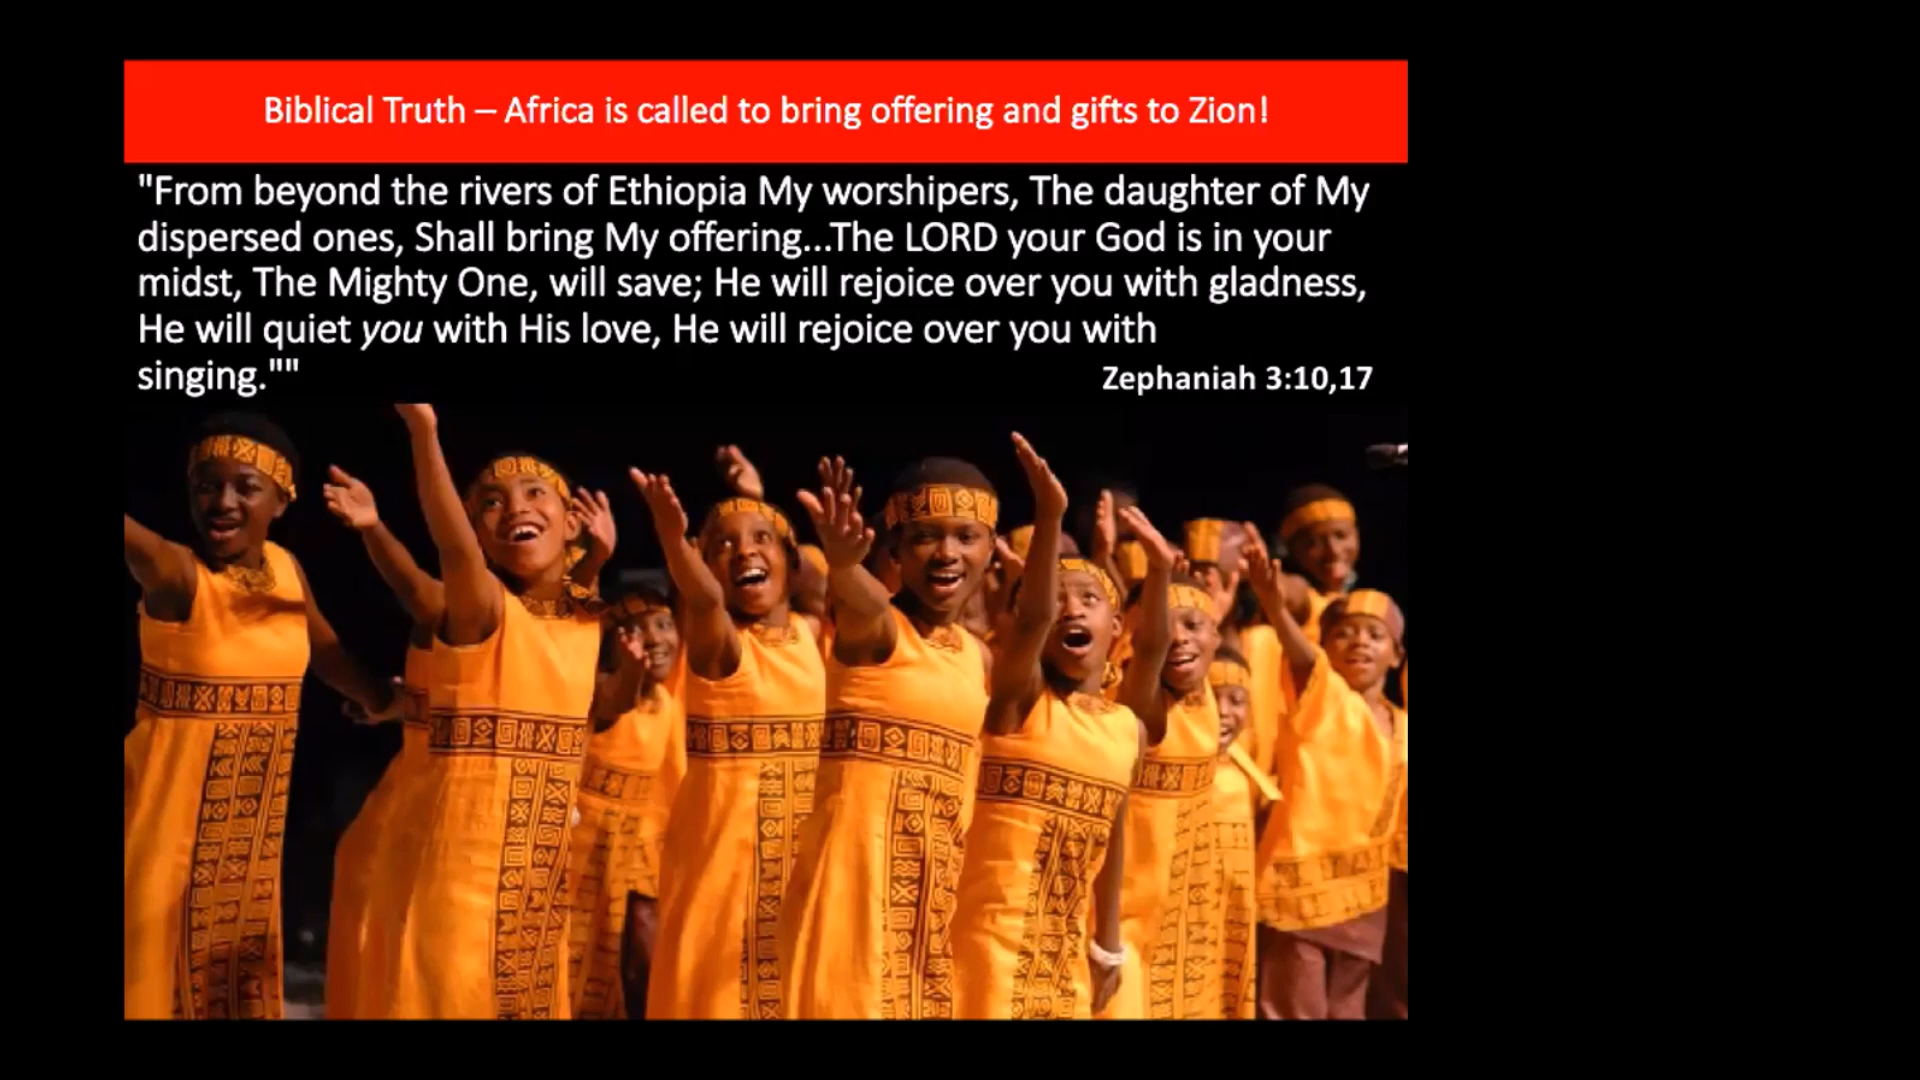 Biblical Truth – Africa is called to bring offering and gifts to Zion!
"From beyond the rivers of Ethiopia My worshipers, The daughter of My
dispersed ones, Shall bring My offering...The LORD your God is in your
midst, The Mighty One, will save; He will rejoice over you with gladness,
He will quiet you with His love, He will rejoice over you with
singing.""
Zephaniah 3:10,17